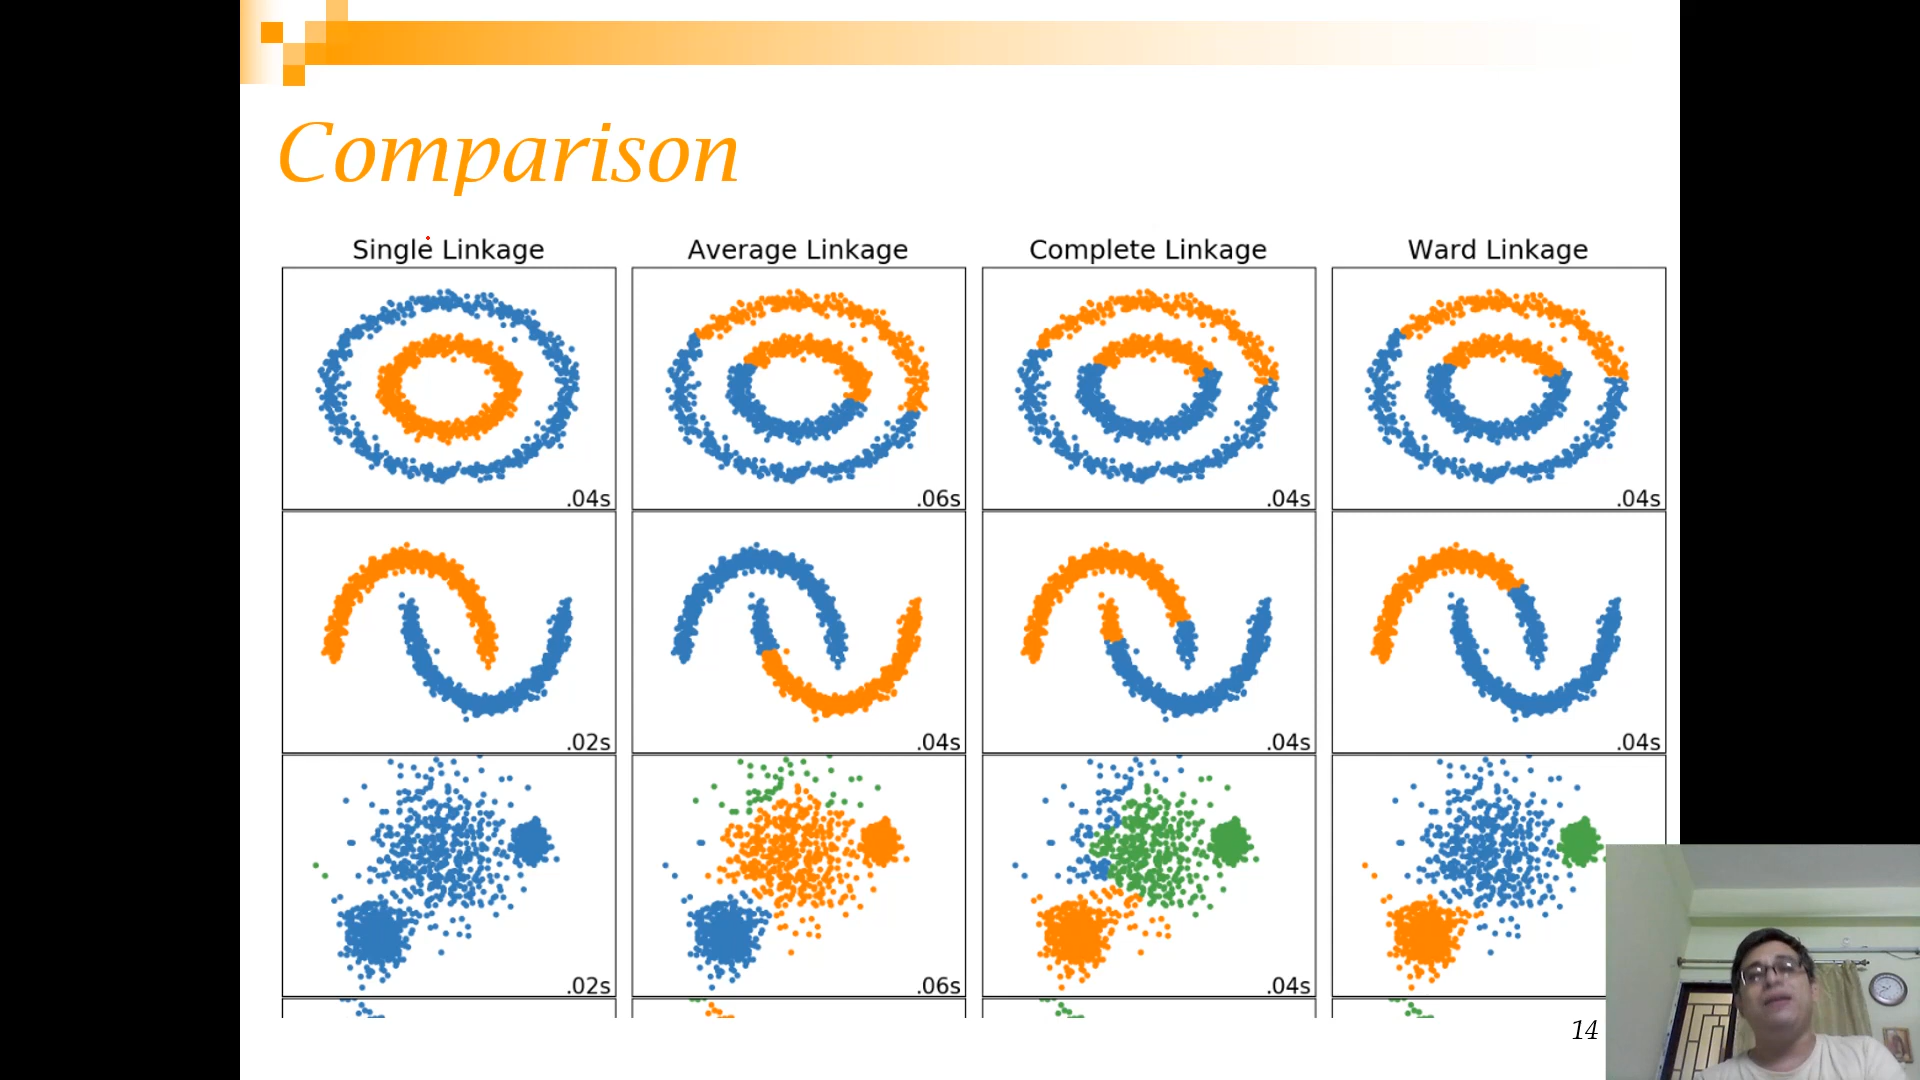 Comparison
Single Linkage Average Linkage Complete Linkage Ward Linkage
.04s .06s .04s .04s
.02s .04s .04s .04s
.02s .06s .04s
14